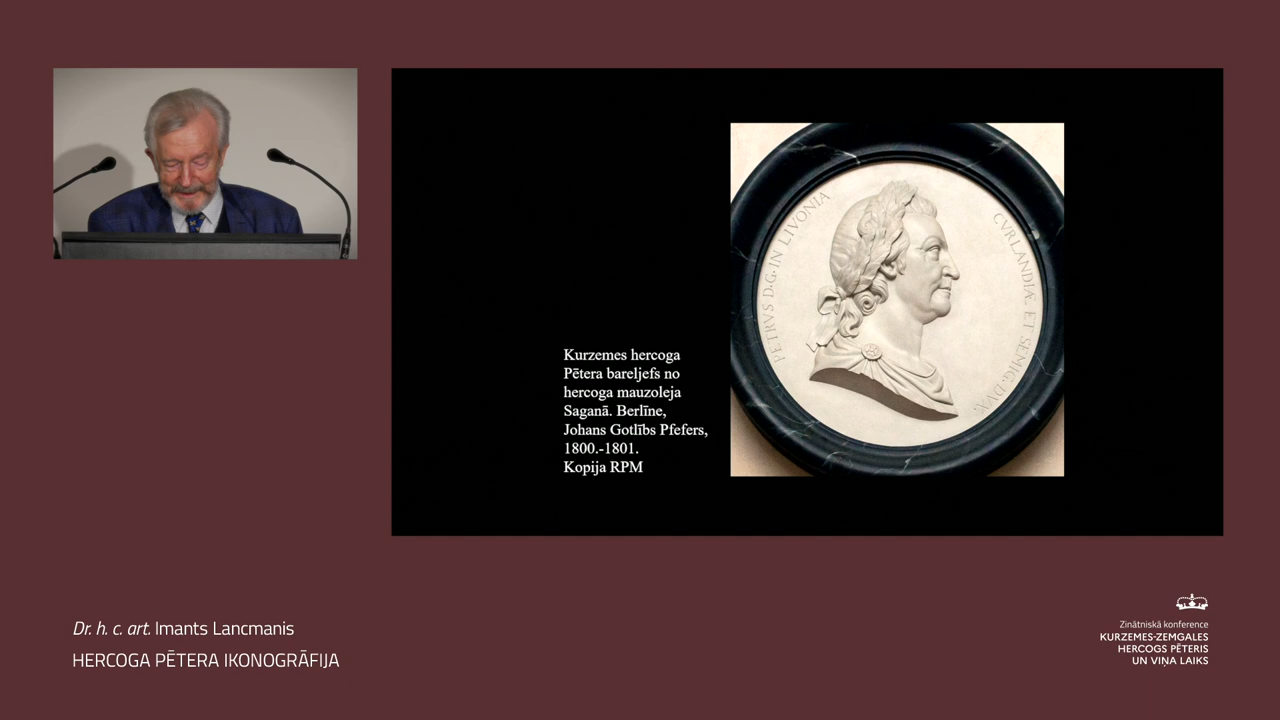 PETRVS D·G·IN LIVONIA
CVRLANDIÆ ET SEMIG·DVX·
Kurzemes hercoga
Pētera bareljefs no
hercoga mauzoleja
Saganā. Berlīne,
Johans Gotlībs Pfefers,
1800.-1801.
Kopija RPM
Dr. h. c. art. Imants Lancmanis
HERCOGA PĒTERA IKONOGRĀFIJA
Zinātniskā konference
KURZEMES-ZEMGALES
HERCOGS PĒTERIS
UN VIŅA LAIKS